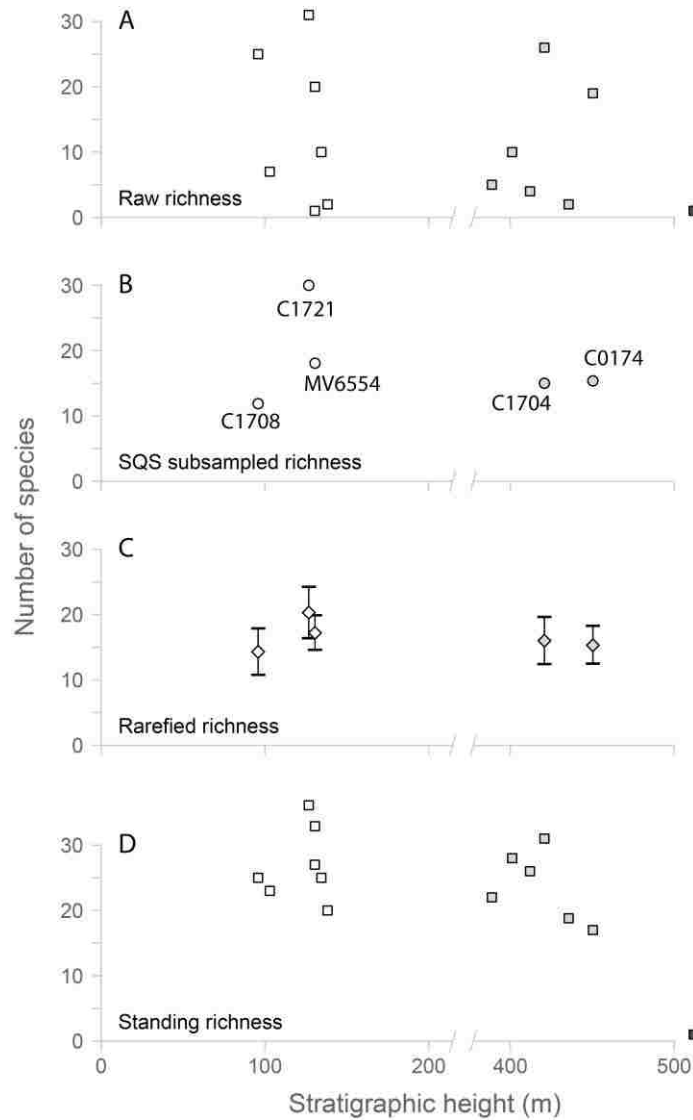 A
30
20
10
0
Raw richness
B
30
20
10
0
C1721
MV6554
C1708
C0174
C1704
SQS subsampled richness
C
30
20
10
0
Rarefied richness
D
30
20
10
0
Standing richness
0 100 200 400 500
Stratigraphic height (m)
Number of species